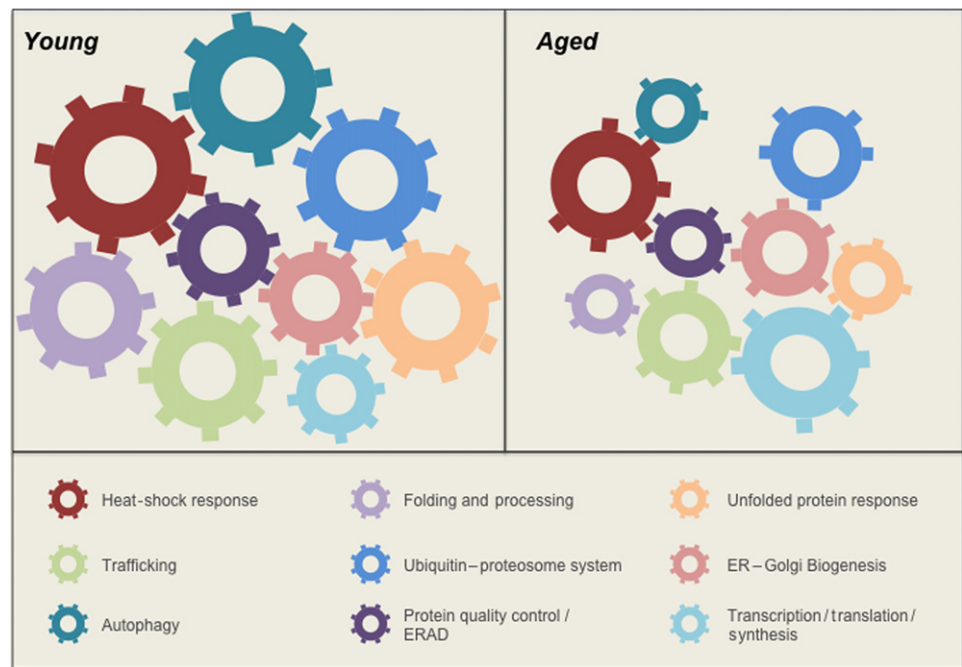 Young
Aged
Heat-shock response
Folding and processing
Unfolded protein response
Trafficking
Ubiquitin–proteosome system
ER–Golgi Biogenesis
Autophagy
Protein quality control /
ERAD
Transcription/translation/
synthesis